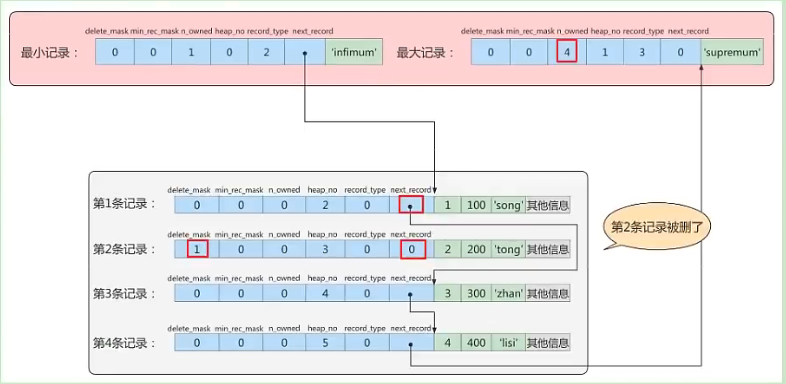 delete_mask min_rec_mask n_owned heap_no record_type next_record
最小记录： 0 0 1 0 2 'infimum'
delete_mask min_rec_mask n_owned heap_no record_type next_record
最大记录： 0 0 4 1 3 0 'supremum'
delete_mask min_rec_mask n_owned heap_no record_type next_record
第1条记录： 0 0 0 2 0 1 100 'song' 其他信息
delete_mask min_rec_mask n_owned heap_no record_type next_record
第2条记录： 1 0 0 3 0 0 2 200 'tong' 其他信息
第2条记录被删了
delete_mask min_rec_mask n_owned heap_no record_type next_record
第3条记录： 0 0 0 4 0 3 300 'zhan' 其他信息
delete_mask min_rec_mask n_owned heap_no record_type next_record
第4条记录： 0 0 0 5 0 4 400 'lisi' 其他信息